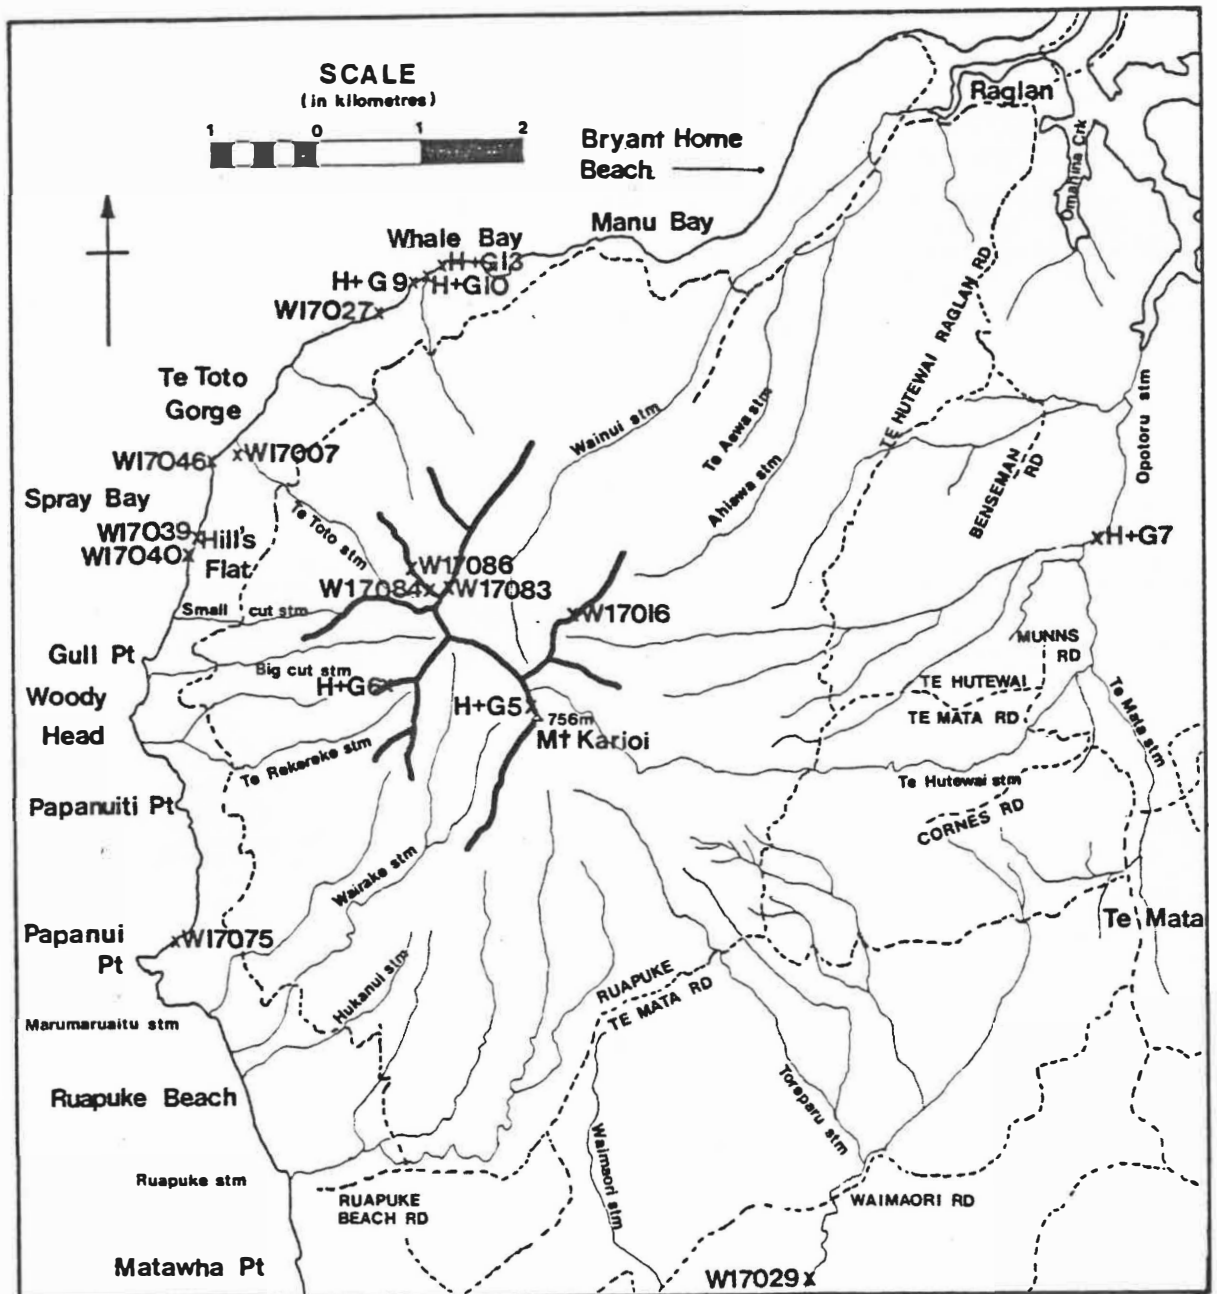 SCALE
(in kilometres)
1 0 1 2
Bryant Home
Beach
Raglan
Omahina Crk
Manu Bay
Whale Bay
H+G13
H+G9
H+G10
W17027
Te Toto
Gorge
W17046
W17007
Spray Bay
W17039
W17040
Hill's
Flat
Te Toto stm
Wainui stm
Te Aewa stm
Ahiawa stm
TE HUTEWAI RAGLAN RD
BENSEMAN
RD
Opotoru stm
H+G7
W17086
W17084
W17083
W17016
Small cut stm
Gull Pt
Big cut stm
H+G6
Woody
Head
H+G5
756m
Mt Karioi
MUNNS
RD
TE HUTEWAI
TE MATA RD
Te Mata stm
Te Rekereke stm
Te Hutewai stm
CORNES RD
Papanuiti Pt
Wairake stm
Papanui
Pt
W17075
Te Mata
Hukanui stm
RUAPUKE
TE MATA RD
Marumaruaitu stm
Ruapuke Beach
Toreparu stm
Waimaori stm
Ruapuke stm
RUAPUKE
BEACH RD
WAIMAORI RD
Matawha Pt
W17029